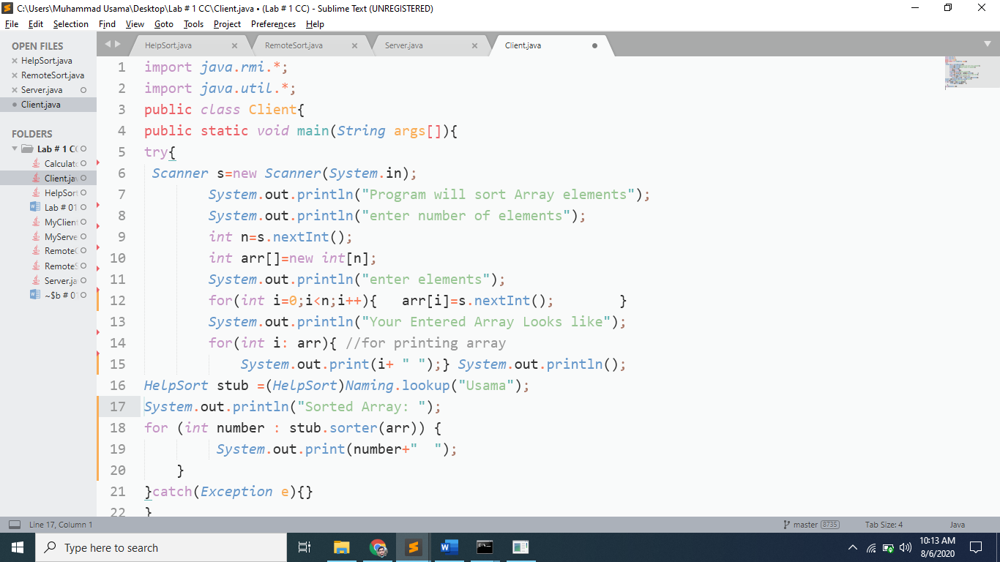 C:\Users\Muhammad Usama\Desktop\Lab # 1 CC\Client.java • (Lab # 1 CC) - Sublime Text (UNREGISTERED)
File Edit Selection Find View Goto Tools Project Preferences Help
OPEN FILES
HelpSort.java
RemoteSort.java
Server.java
Client.java
FOLDERS
Lab # 1 CC
Calculat
Client.jav
HelpSort
Lab # 01
MyClient
MyServe
Remote
RemoteS
Server.ja
~$b # 01
HelpSort.java RemoteSort.java Server.java Client.java
1 import java.rmi.*;
2 import java.util.*;
3 public class Client{
4 public static void main(String args[]){
5 try{
6 Scanner s=new Scanner(System.in);
7 System.out.println("Program will sort Array elements");
8 System.out.println("enter number of elements");
9 int n=s.nextInt();
10 int arr[]=new int[n];
11 System.out.println("enter elements");
12 for(int i=0;i<n;i++){   arr[i]=s.nextInt();        }
13 System.out.println("Your Entered Array Looks like");
14 for(int i: arr){ //for printing array
15 System.out.print(i+ " ");} System.out.println();
16 HelpSort stub =(HelpSort)Naming.lookup("Usama");
17 System.out.println("Sorted Array: ");
18 for (int number : stub.sorter(arr)) {
19 System.out.print(number+"  ");
20 }
21 }catch(Exception e){}
22 }
Line 17, Column 1 master 8735 Tab Size: 4 Java
Type here to search
10:13 AM
8/6/2020